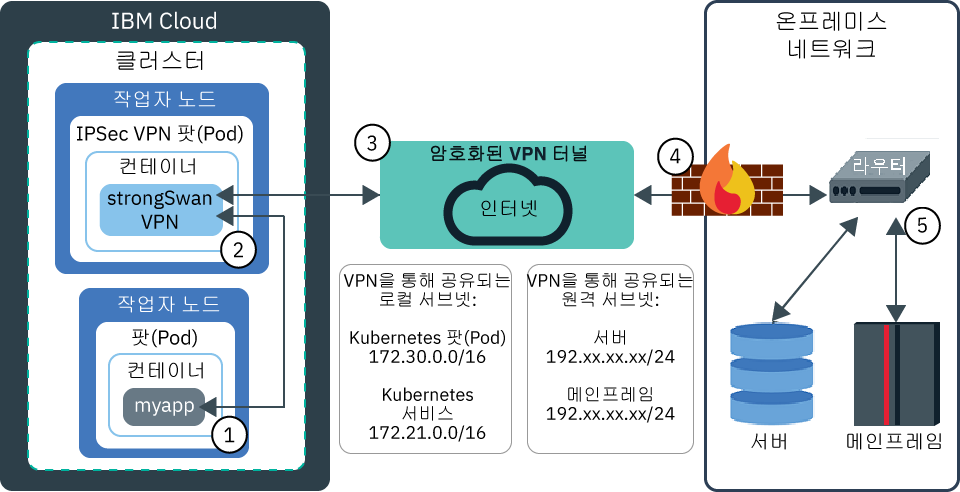 IBM Cloud
클러스터
작업자 노드
IPSec VPN 팟(Pod)
컨테이너
strongSwan
VPN
2
작업자 노드
팟(Pod)
컨테이너
myapp
1
3
암호화된 VPN 터널
인터넷
VPN을 통해 공유되는
로컬 서브넷:
Kubernetes 팟(Pod)
172.30.0.0/16
Kubernetes
서비스
172.21.0.0/16
VPN을 통해 공유되는
원격 서브넷:
서버
192.xx.xx.xx/24
메인프레임
192.xx.xx.xx/24
4
온프레미스
네트워크
라우터
5
서버
메인프레임